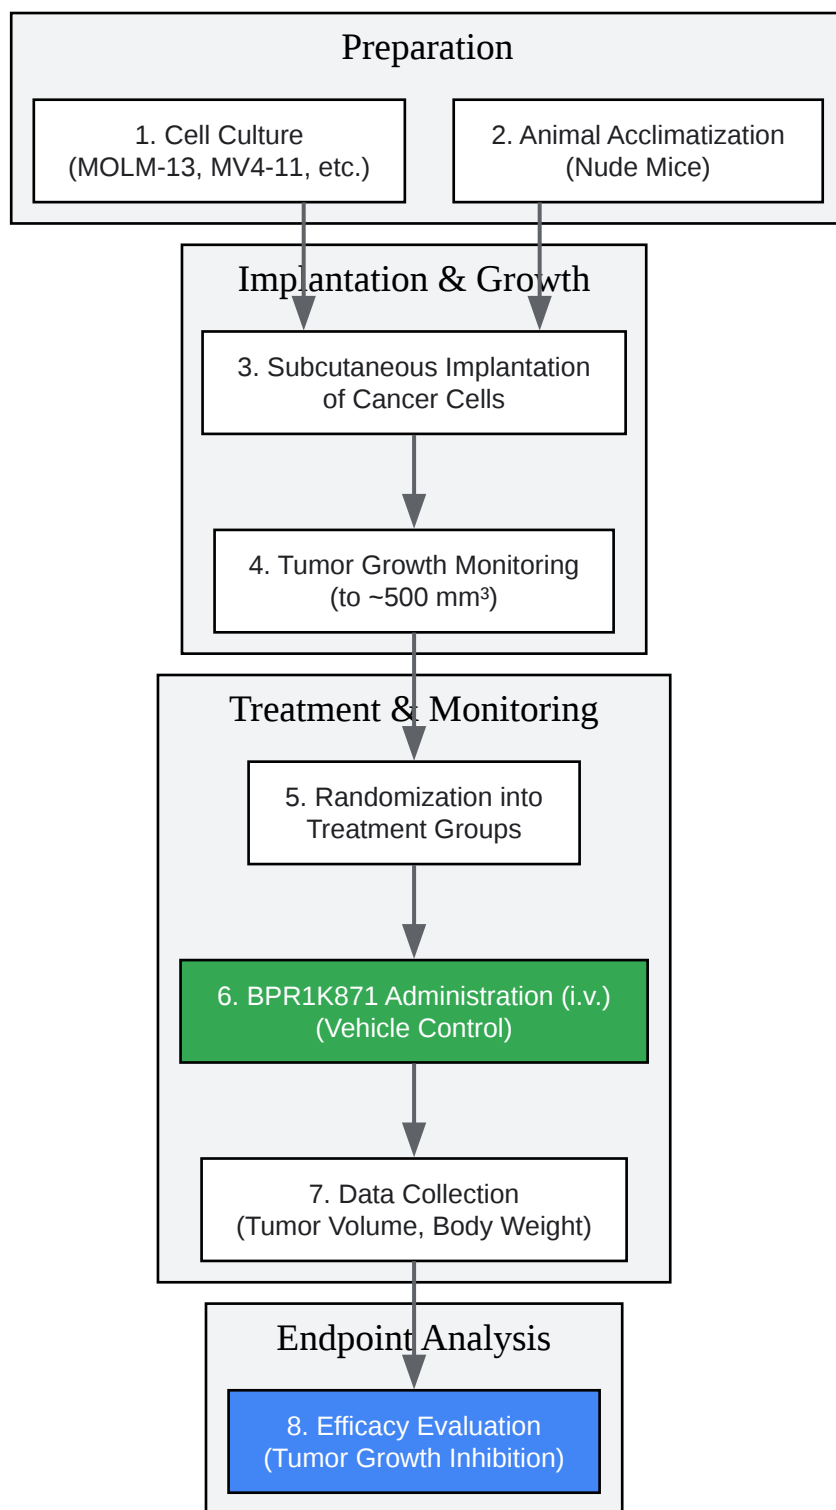 Preparation
1. Cell Culture
(MOLM-13, MV4-11, etc.)
2. Animal Acclimatization
(Nude Mice)
Implantation & Growth
3. Subcutaneous Implantation
of Cancer Cells
4. Tumor Growth Monitoring
(to ~500 mm³)
Treatment & Monitoring
5. Randomization into
Treatment Groups
6. BPR1K871 Administration (i.v.)
(Vehicle Control)
7. Data Collection
(Tumor Volume, Body Weight)
Endpoint Analysis
8. Efficacy Evaluation
(Tumor Growth Inhibition)